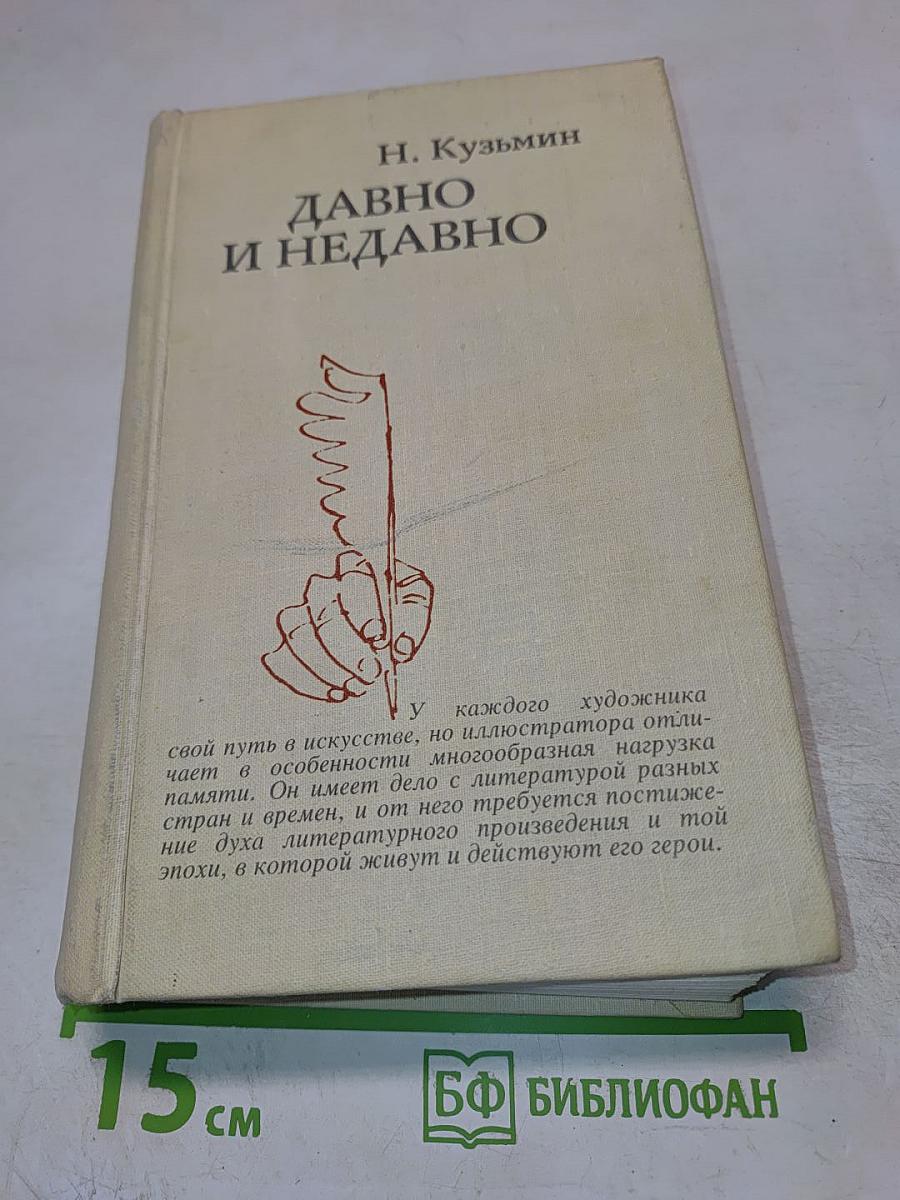 Н. Кузьмин
ДАВНО
И НЕДАВНО
У каждого художника
свой путь в искусстве, но иллюстратора отли-
чает в особенности многообразная нагрузка
памяти. Он имеет дело с литературой разных
стран и времен, и от него требуется постиже-
ние духа литературного произведения и той
эпохи, в которой живут и действуют его герои.
15 см
БФ БИБЛИОФАН